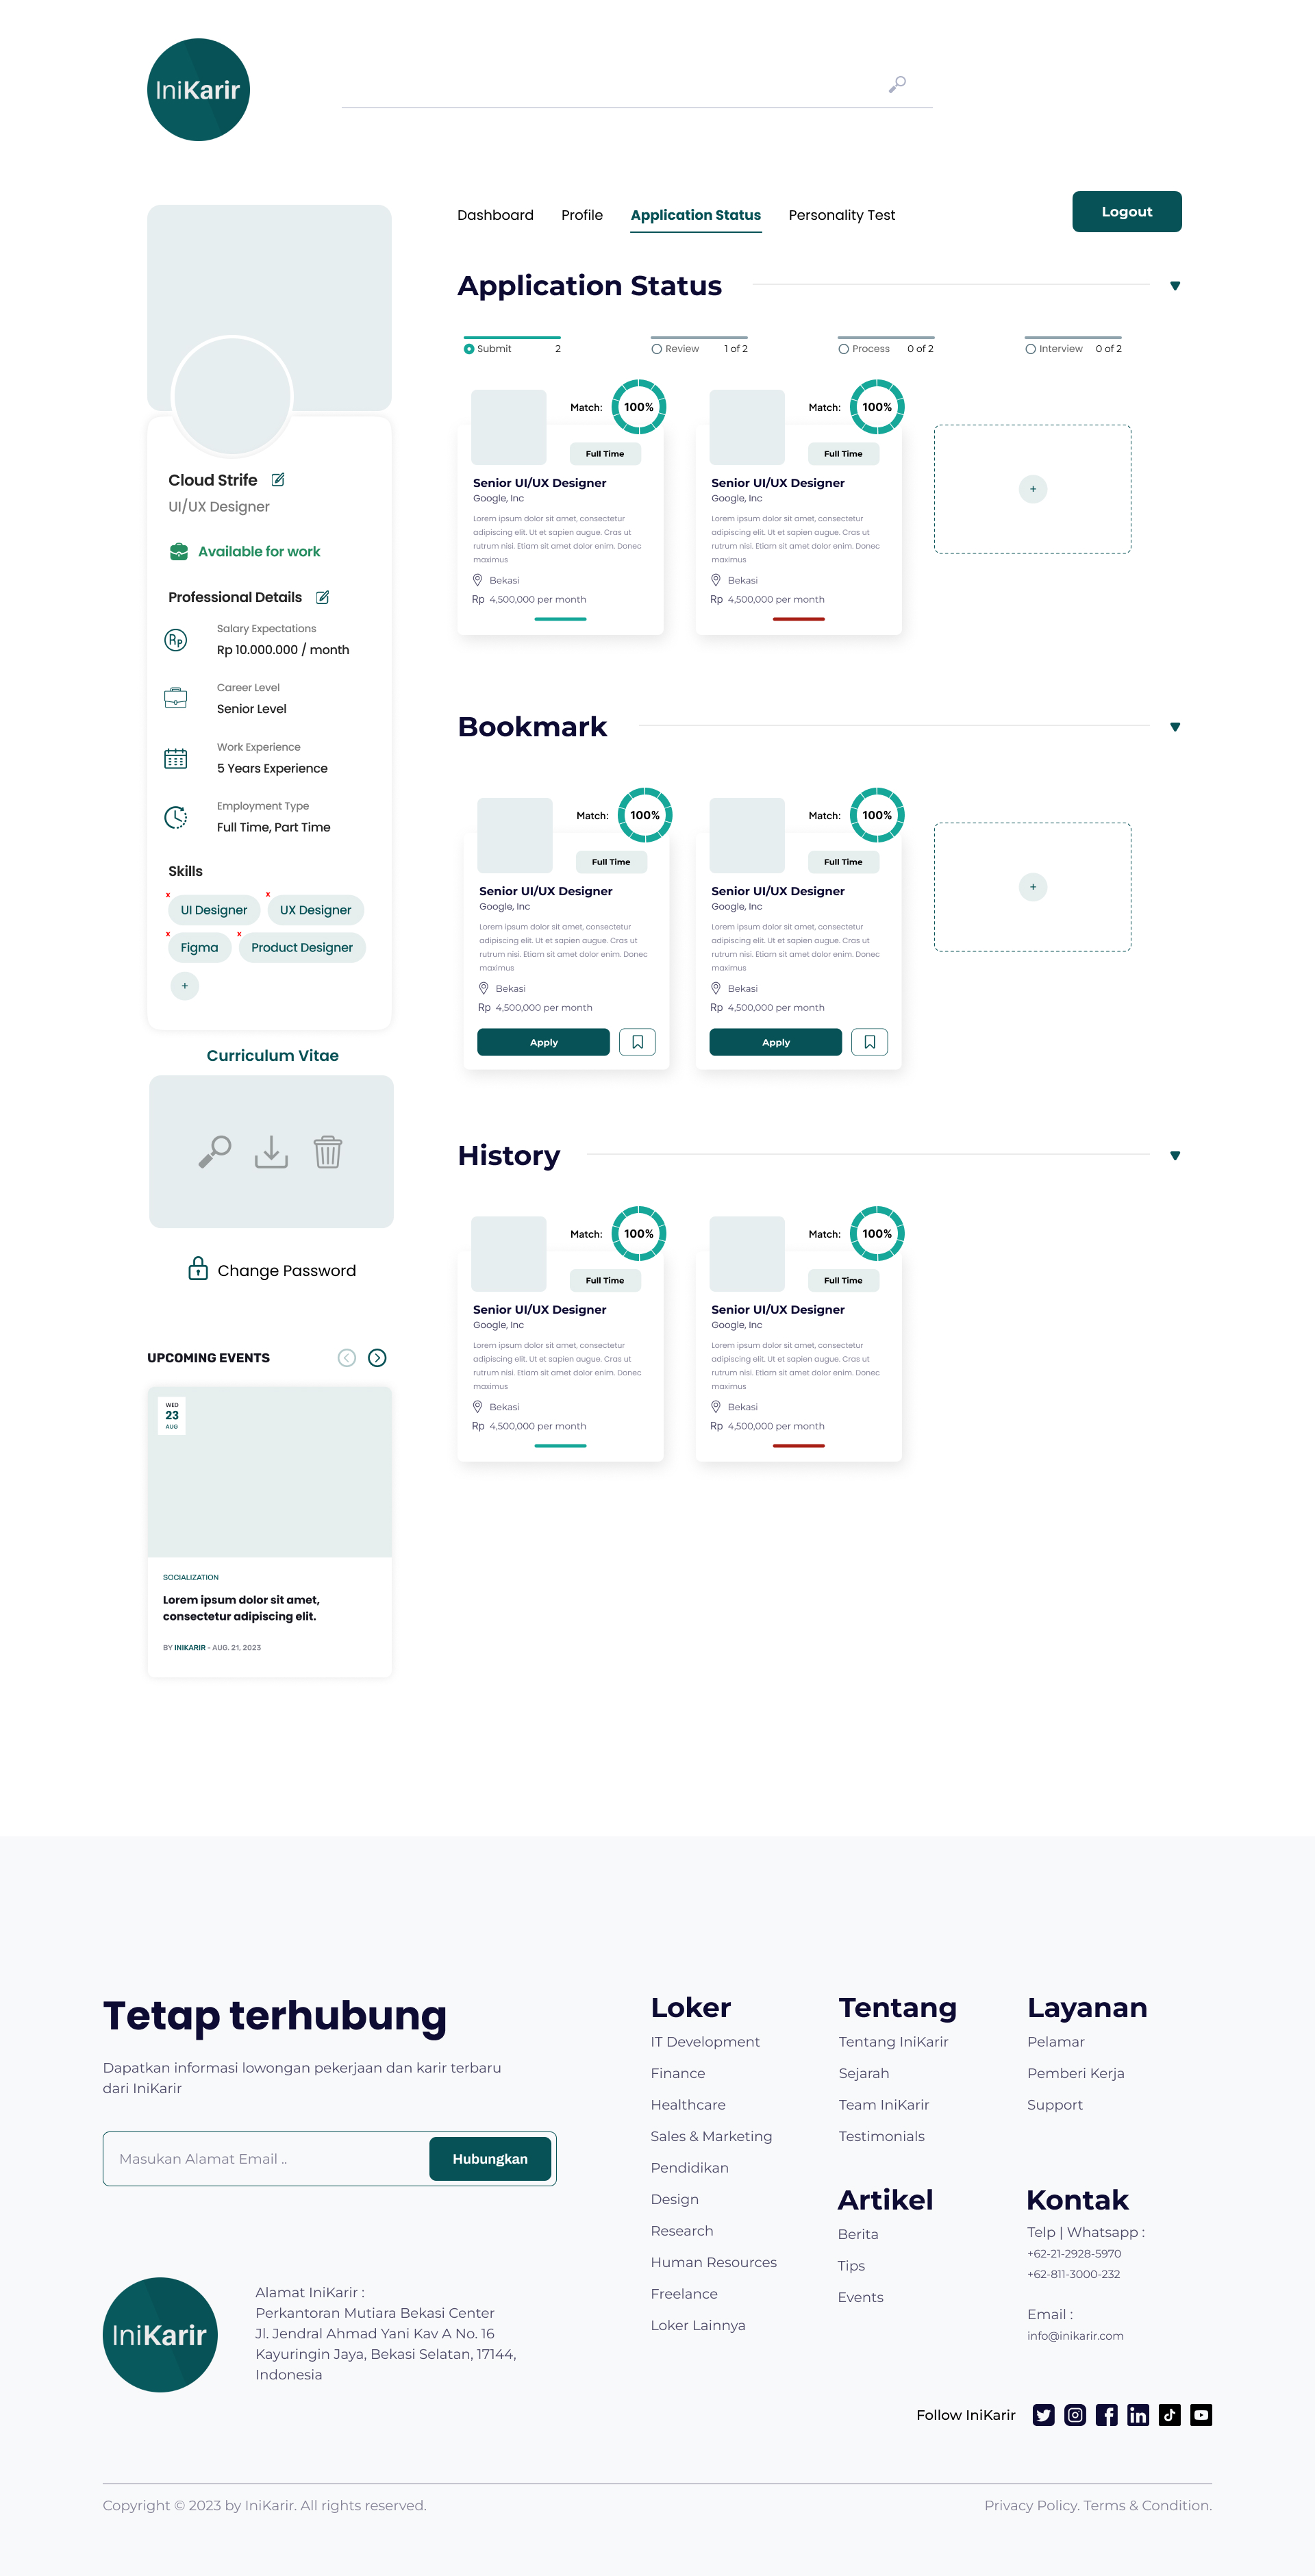 IniKarir
Dashboard
Profile
Application Status
Personality Test
Logout
Cloud Strife
UI/UX Designer
Available for work
Professional Details
Salary Expectations
Rp 10.000.000 / month
Career Level
Senior Level
Work Experience
5 Years Experience
Employment Type
Full Time, Part Time
Skills
x
UI Designer
x
UX Designer
x
Figma
x
Product Designer
+
Curriculum Vitae
Change Password
UPCOMING EVENTS
WED
23
AUG
SOCIALIZATION
Lorem ipsum dolor sit amet,
consectetur adipiscing elit.
BY INIKARIR - AUG. 21, 2023
Application Status
Submit 2
Review 1 of 2
Process 0 of 2
Interview 0 of 2
Match: 100%
Full Time
Senior UI/UX Designer
Google, Inc
Lorem ipsum dolor sit amet, consectetur
adipiscing elit. Ut et sapien augue. Cras ut
rutrum nisi. Etiam sit amet dolor enim. Donec
maximus
Bekasi
Rp 4,500,000 per month
Match: 100%
Full Time
Senior UI/UX Designer
Google, Inc
Lorem ipsum dolor sit amet, consectetur
adipiscing elit. Ut et sapien augue. Cras ut
rutrum nisi. Etiam sit amet dolor enim. Donec
maximus
Bekasi
Rp 4,500,000 per month
+
Bookmark
Match: 100%
Full Time
Senior UI/UX Designer
Google, Inc
Lorem ipsum dolor sit amet, consectetur
adipiscing elit. Ut et sapien augue. Cras ut
rutrum nisi. Etiam sit amet dolor enim. Donec
maximus
Bekasi
Rp 4,500,000 per month
Apply
Match: 100%
Full Time
Senior UI/UX Designer
Google, Inc
Lorem ipsum dolor sit amet, consectetur
adipiscing elit. Ut et sapien augue. Cras ut
rutrum nisi. Etiam sit amet dolor enim. Donec
maximus
Bekasi
Rp 4,500,000 per month
Apply
+
History
Match: 100%
Full Time
Senior UI/UX Designer
Google, Inc
Lorem ipsum dolor sit amet, consectetur
adipiscing elit. Ut et sapien augue. Cras ut
rutrum nisi. Etiam sit amet dolor enim. Donec
maximus
Bekasi
Rp 4,500,000 per month
Match: 100%
Full Time
Senior UI/UX Designer
Google, Inc
Lorem ipsum dolor sit amet, consectetur
adipiscing elit. Ut et sapien augue. Cras ut
rutrum nisi. Etiam sit amet dolor enim. Donec
maximus
Bekasi
Rp 4,500,000 per month
Tetap terhubung
Dapatkan informasi lowongan pekerjaan dan karir terbaru
dari IniKarir
Masukan Alamat Email ..
Hubungkan
IniKarir
Alamat IniKarir :
Perkantoran Mutiara Bekasi Center
Jl. Jendral Ahmad Yani Kav A No. 16
Kayuringin Jaya, Bekasi Selatan, 17144,
Indonesia
Loker
IT Development
Finance
Healthcare
Sales & Marketing
Pendidikan
Design
Research
Human Resources
Freelance
Loker Lainnya
Tentang
Tentang IniKarir
Sejarah
Team IniKarir
Testimonials
Layanan
Pelamar
Pemberi Kerja
Support
Artikel
Berita
Tips
Events
Kontak
Telp | Whatsapp :
+62-21-2928-5970
+62-811-3000-232
Email :
info@inikarir.com
Follow IniKarir
Copyright © 2023 by IniKarir. All rights reserved.
Privacy Policy. Terms & Condition.